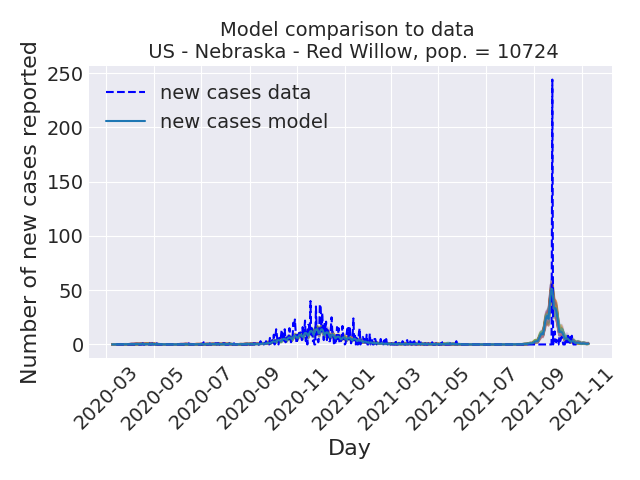 Model comparison to data
US - Nebraska - Red Willow, pop. = 10724
Number of new cases reported
250
200
150
100
50
0
new cases data
new cases model
2020-03
2020-05
2020-07
2020-09
2020-11
2021-01
2021-03
2021-05
2021-07
2021-09
2021-11
Day